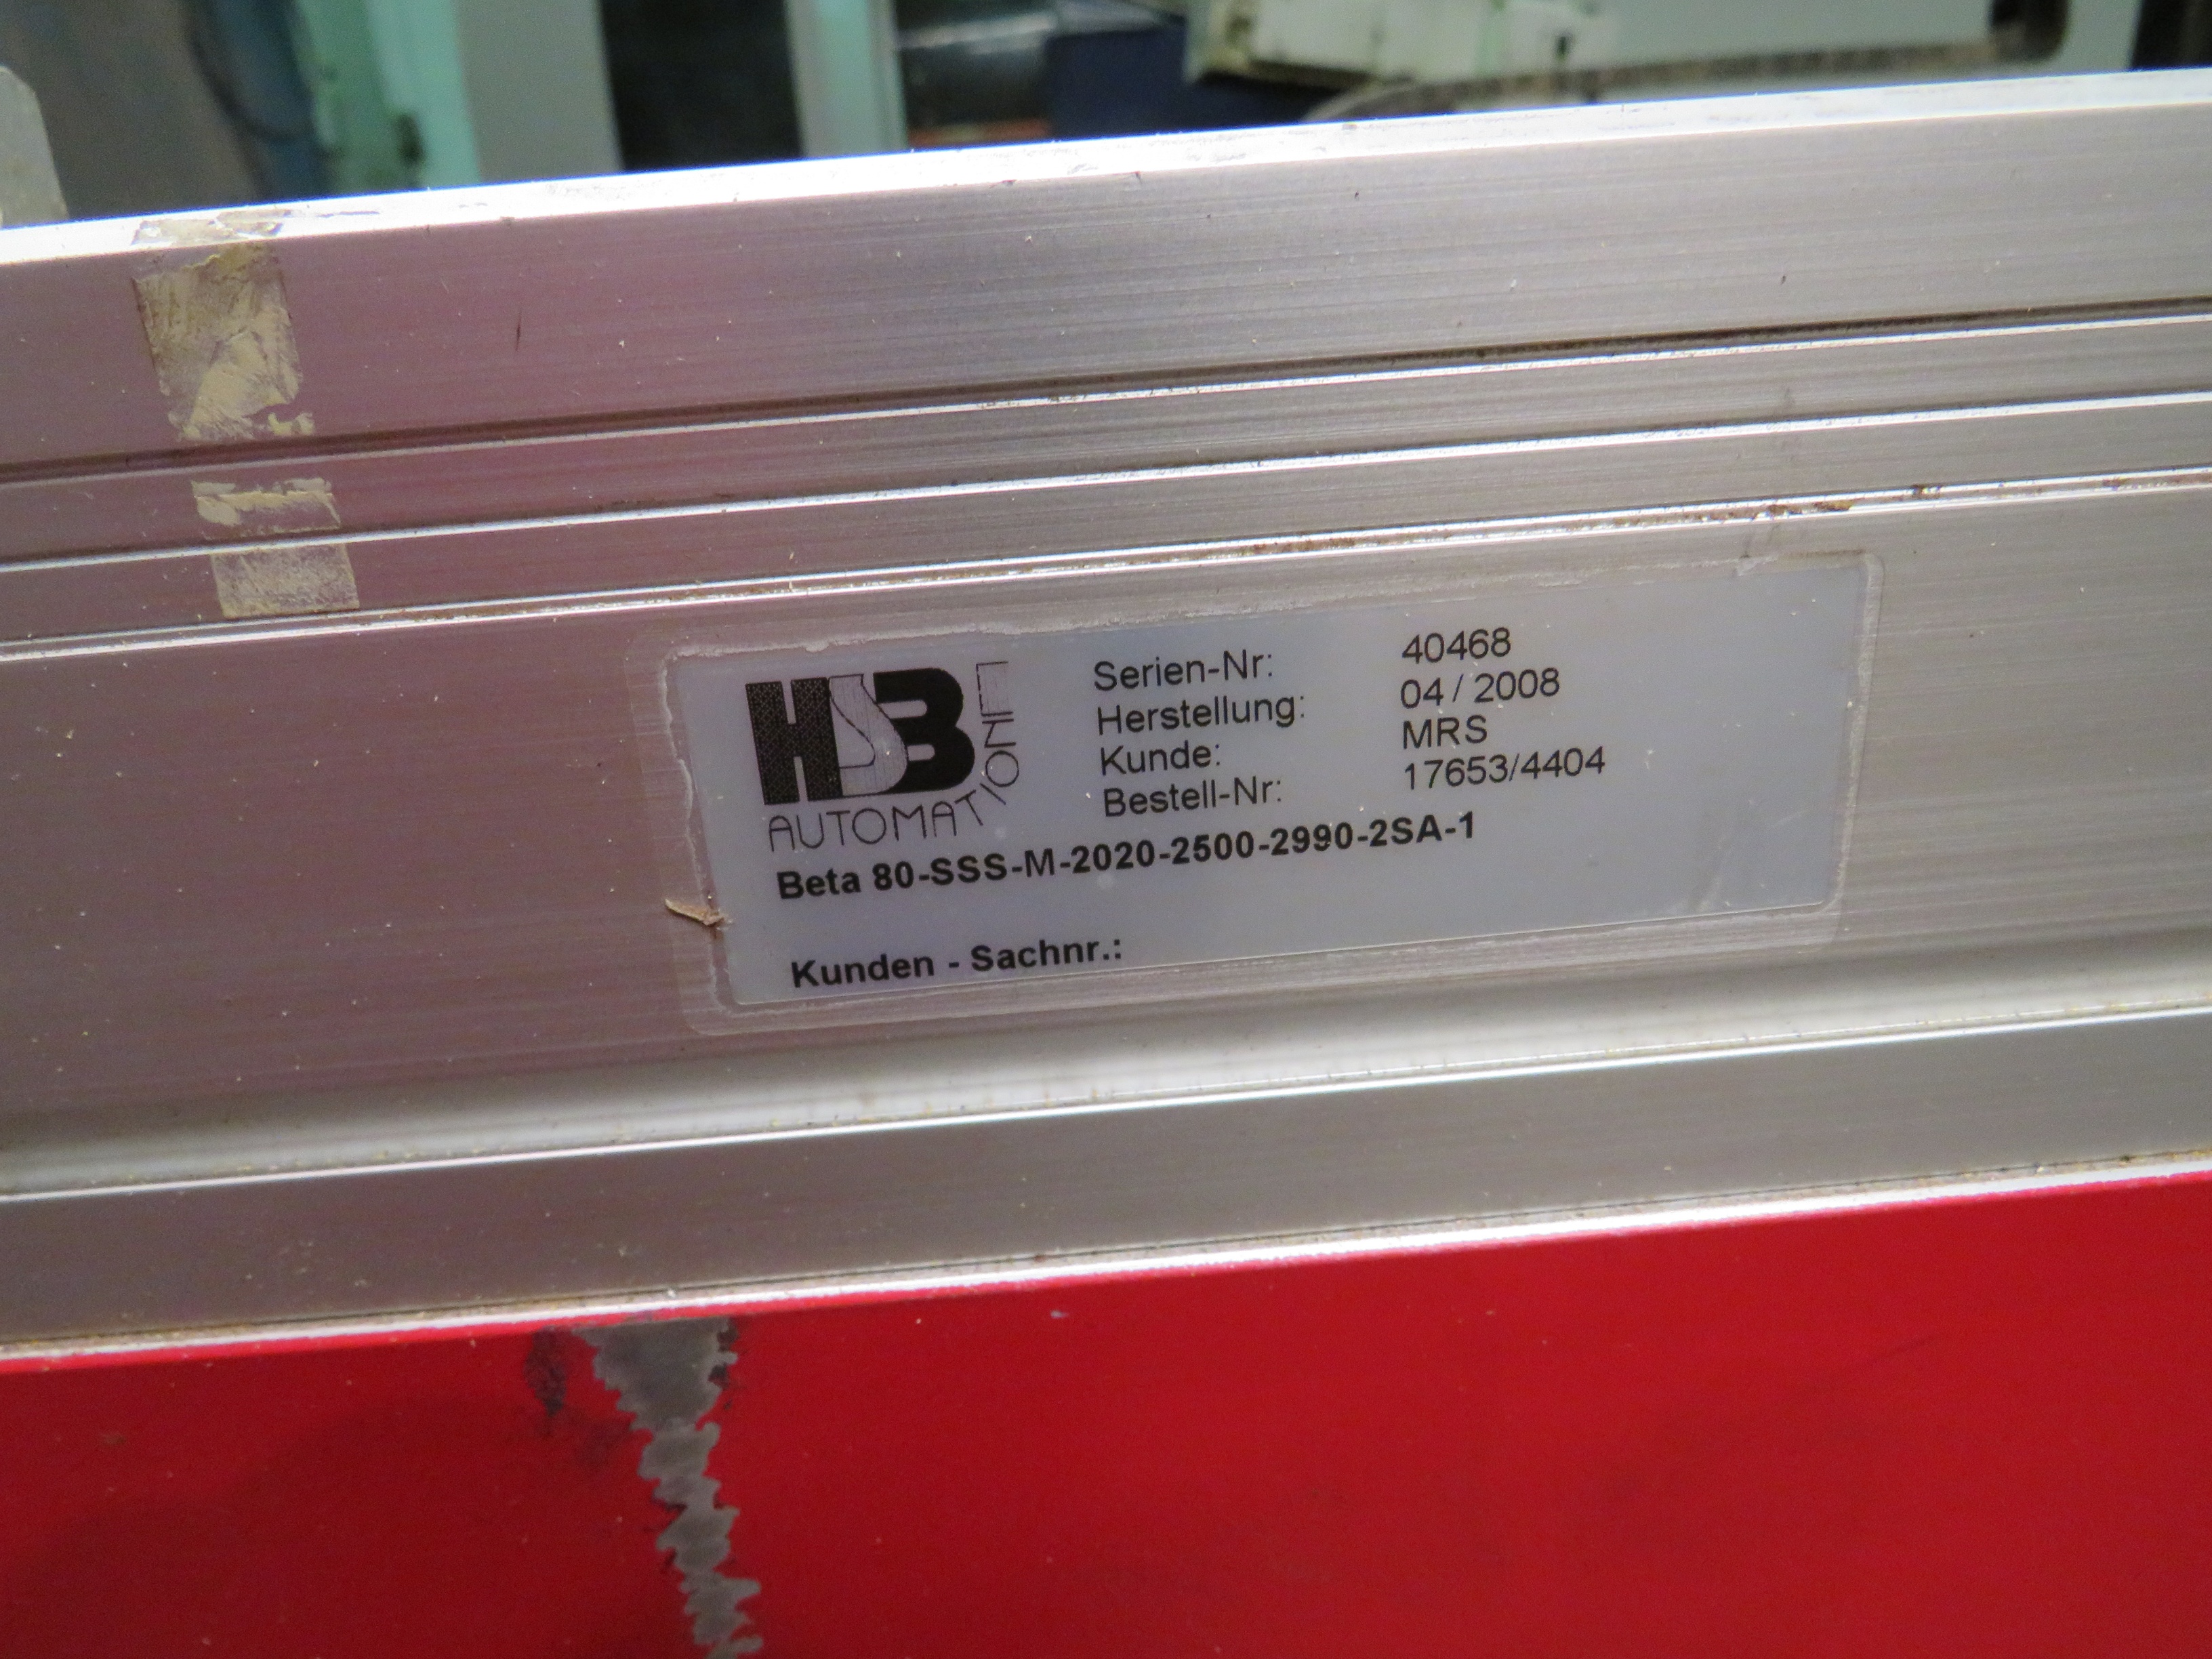 HSB
AUTOMATION
Serien-Nr: 40468
Herstellung: 04 / 2008
Kunde: MRS
Bestell-Nr: 17653/4404
Beta 80-SSS-M-2020-2500-2990-2SA-1
Kunden - Sachnr.: